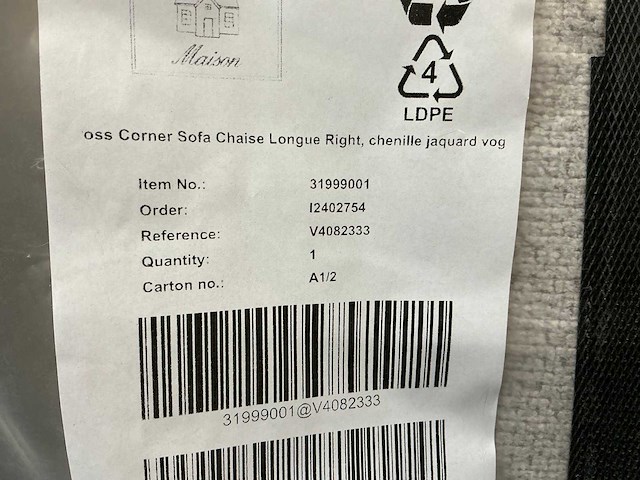 Maison
4
LDPE
oss Corner Sofa Chaise Longue Right, chenille jaquard vog
Item No.: 31999001
Order: I2402754
Reference: V4082333
Quantity: 1
Carton no.: A1/2
31999001@V4082333